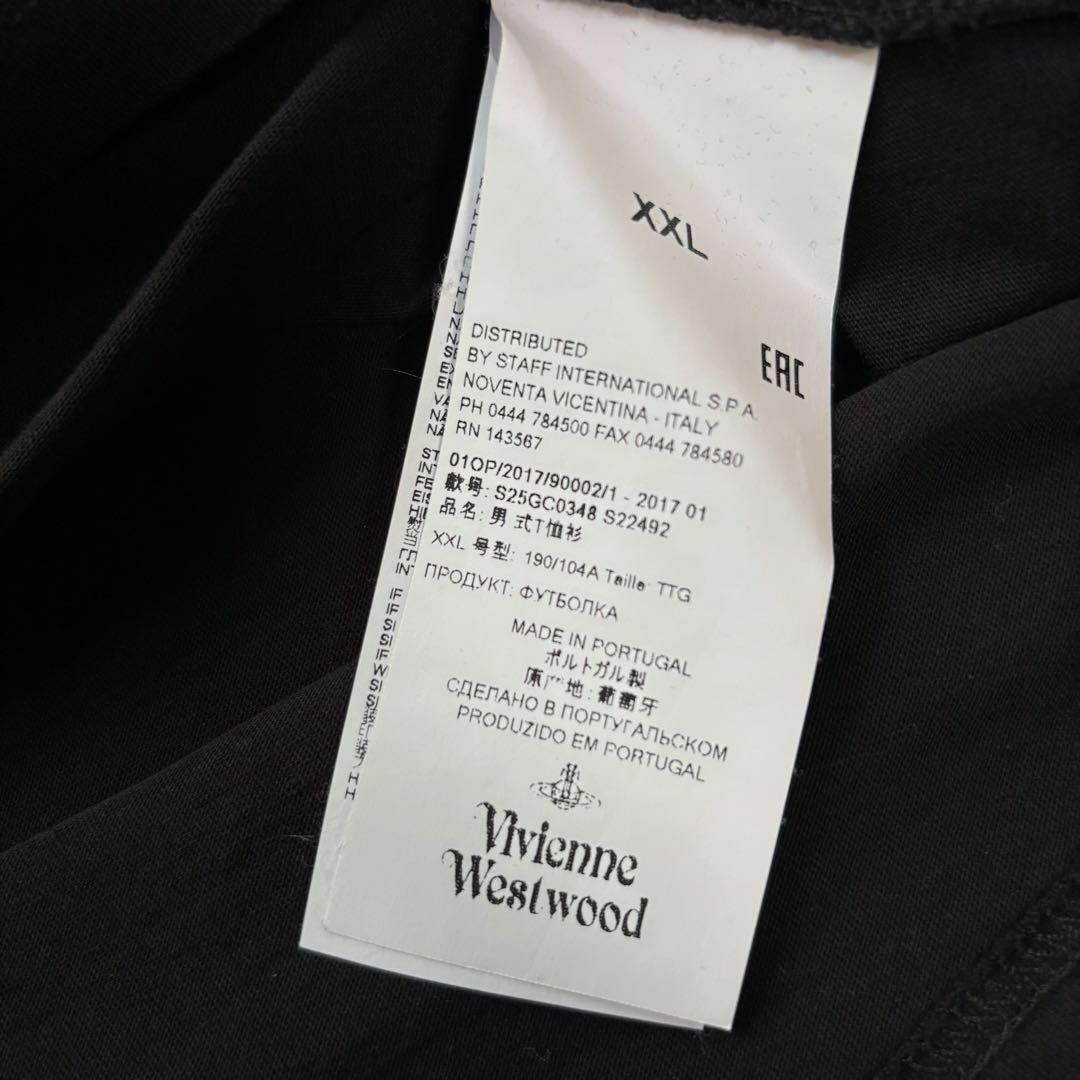 XXL
EAC
DISTRIBUTED
BY STAFF INTERNATIONAL S.P.A.
NOVENTA VICENTINA - ITALY
PH 0444 784500 FAX 0444 784580
RN 143567
01OP/2017/90002/1 - 2017 01
款号: S25GC0348 S22492
品名: 男式T恤衫
XXL 号型: 190/104A Taille: TTG
ПРОДУКТ: ФУТБОЛКА
MADE IN PORTUGAL
ポルトガル製
原产地: 葡萄牙
СДЕЛАНО В ПОРТУГАЛЬСКОМ
PRODUZIDO EM PORTUGAL
Vivienne
Westwood